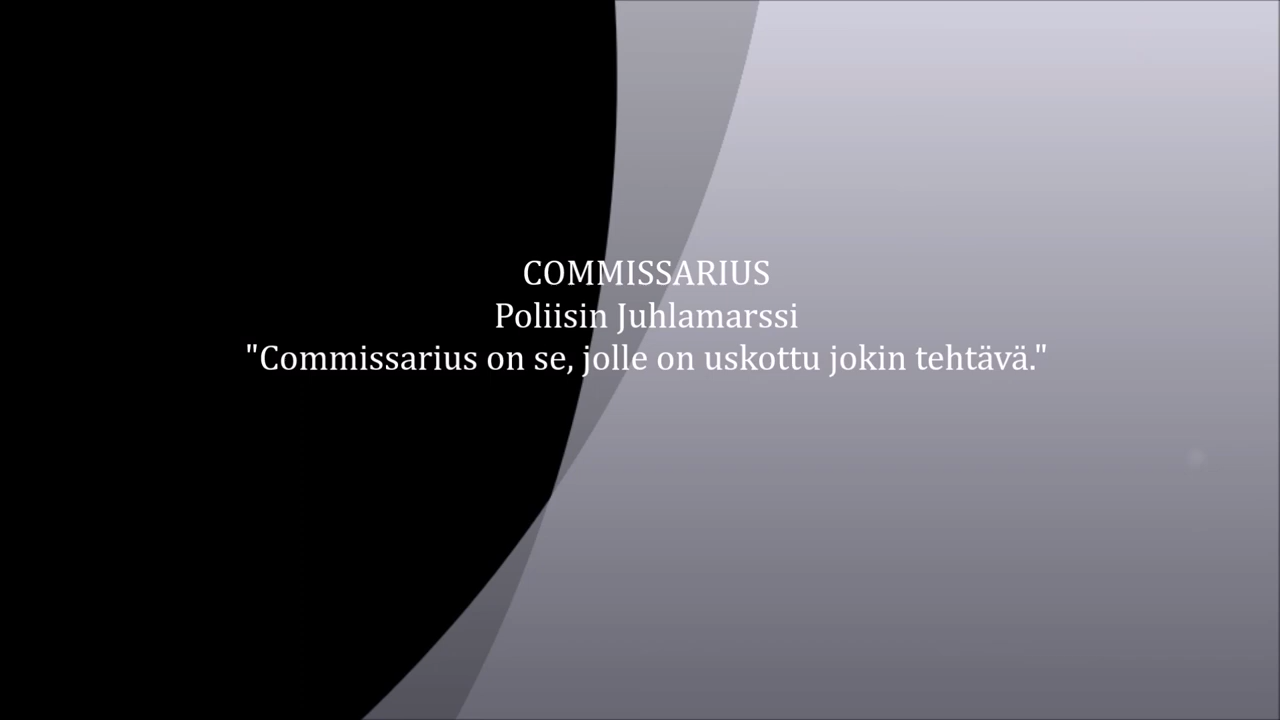 COMMISSARIUS
Poliisin Juhlamarssi
"Commissarius on se, jolle on uskottu jokin tehtävä."